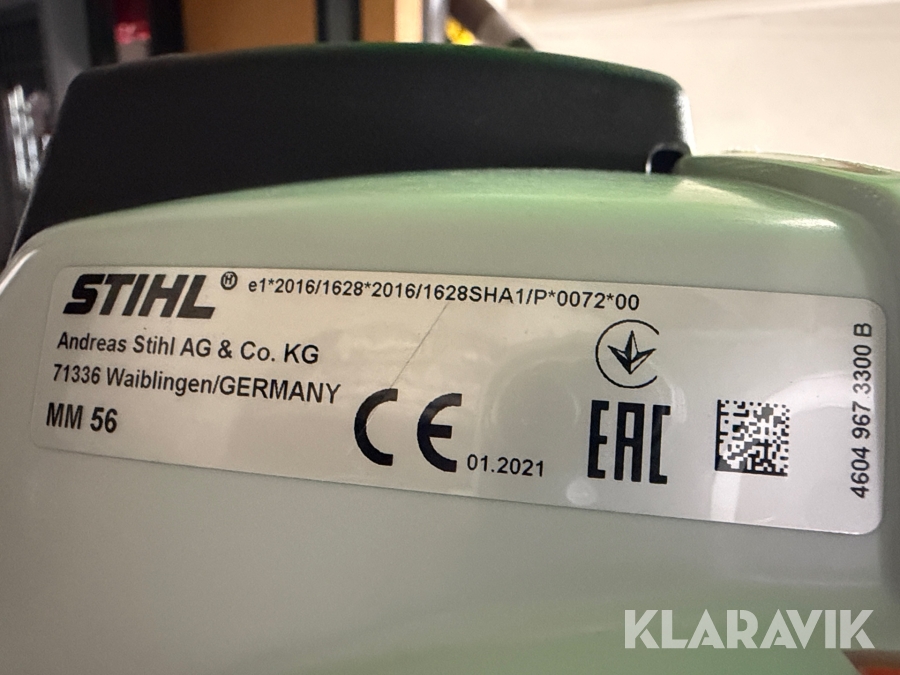 STIHL® e1*2016/1628*2016/1628SHA1/P*0072*00
Andreas Stihl AG & Co. KG
71336 Waiblingen/GERMANY
MM 56
CE 01.2021
EAC
4604 967 3300 B
KLARAVIK